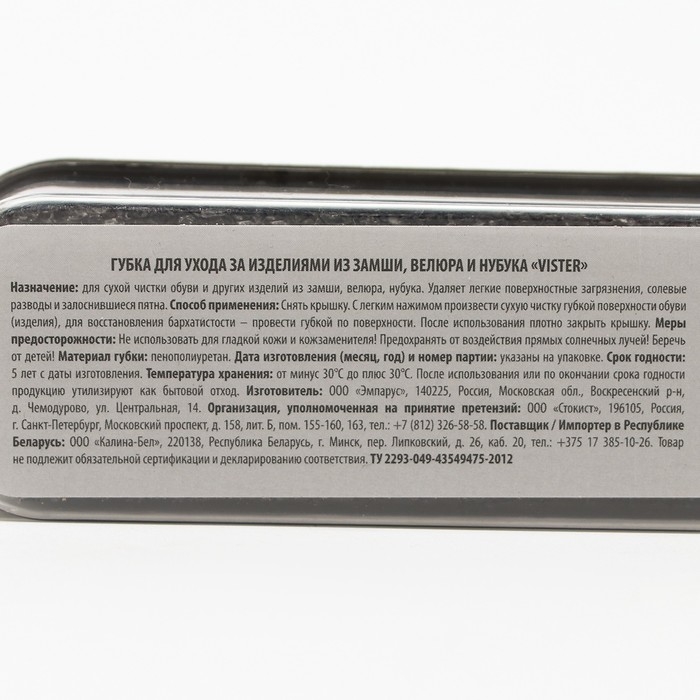 ГУБКА ДЛЯ УХОДА ЗА ИЗДЕЛИЯМИ ИЗ ЗАМШИ, ВЕЛЮРА И НУБУКА «VISTER»
Назначение: для сухой чистки обуви и других изделий из замши, велюра, нубука. Удаляет легкие поверхностные загрязнения, солевые
разводы и залоснившиеся пятна. Способ применения: Снять крышку. С легким нажимом произвести сухую чистку губкой поверхности обуви
(изделия), для восстановления бархатистости – провести губкой по поверхности. После использования плотно закрыть крышку. Меры
предосторожности: Не использовать для гладкой кожи и кожзаменителя! Предохранять от воздействия прямых солнечных лучей! Беречь
от детей! Материал губки: пенополиуретан. Дата изготовления (месяц, год) и номер партии: указаны на упаковке. Срок годности:
5 лет с даты изготовления. Температура хранения: от минус 30°С до плюс 30°С. После использования или по окончании срока годности
продукцию утилизируют как бытовой отход. Изготовитель: ООО «Эмпарус», 140225, Россия, Московская обл., Воскресенский р-н,
д. Чемодурово, ул. Центральная, 14. Организация, уполномоченная на принятие претензий: ООО «Стокист», 196105, Россия,
г. Санкт-Петербург, Московский проспект, д. 158, лит. Б, пом. 155-160, 163, тел.: +7 (812) 326-58-58. Поставщик / Импортер в Республике
Беларусь: ООО «Калина-Бел», 220138, Республика Беларусь, г. Минск, пер. Липковский, д. 26, каб. 20, тел.: +375 17 385-10-26. Товар
не подлежит обязательной сертификации и декларированию соответствия. ТУ 2293-049-43549475-2012